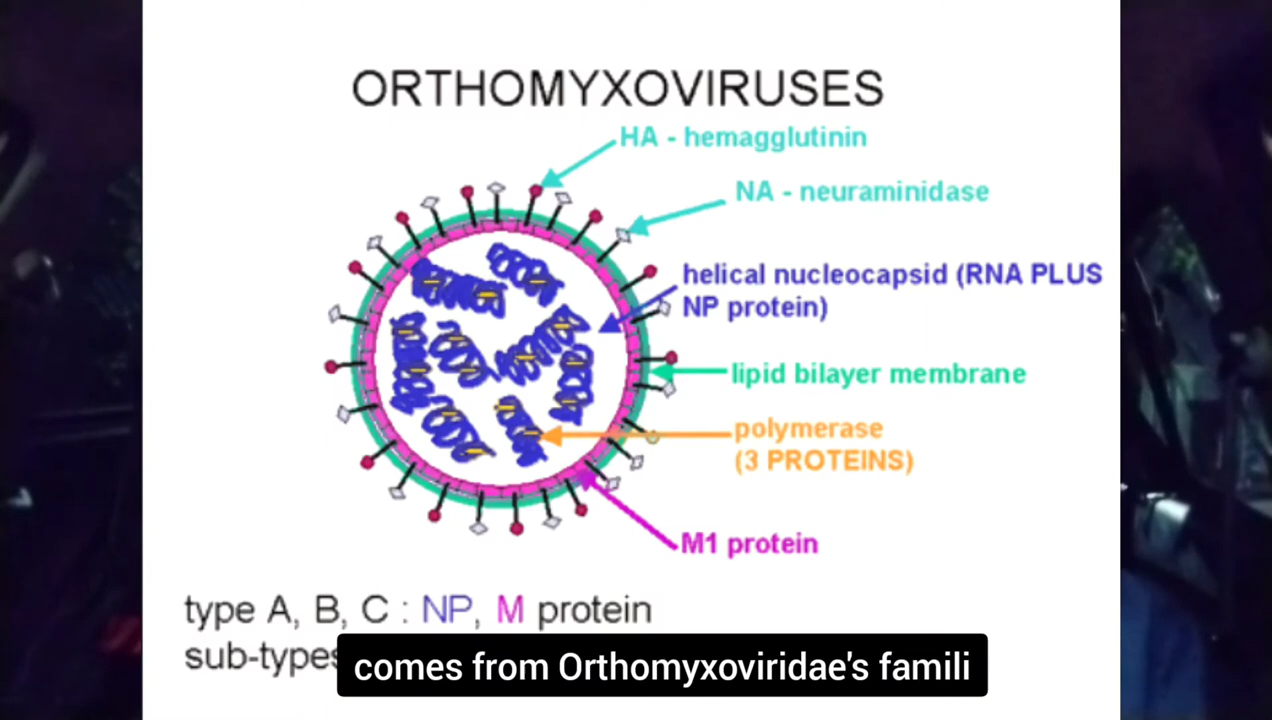 ORTHOMYXOVIRUSES
HA - hemagglutinin
NA - neuraminidase
helical nucleocapsid (RNA PLUS
NP protein)
lipid bilayer membrane
polymerase
(3 PROTEINS)
M1 protein
type A, B, C : NP, M protein
sub-types
comes from Orthomyxoviridae's famili